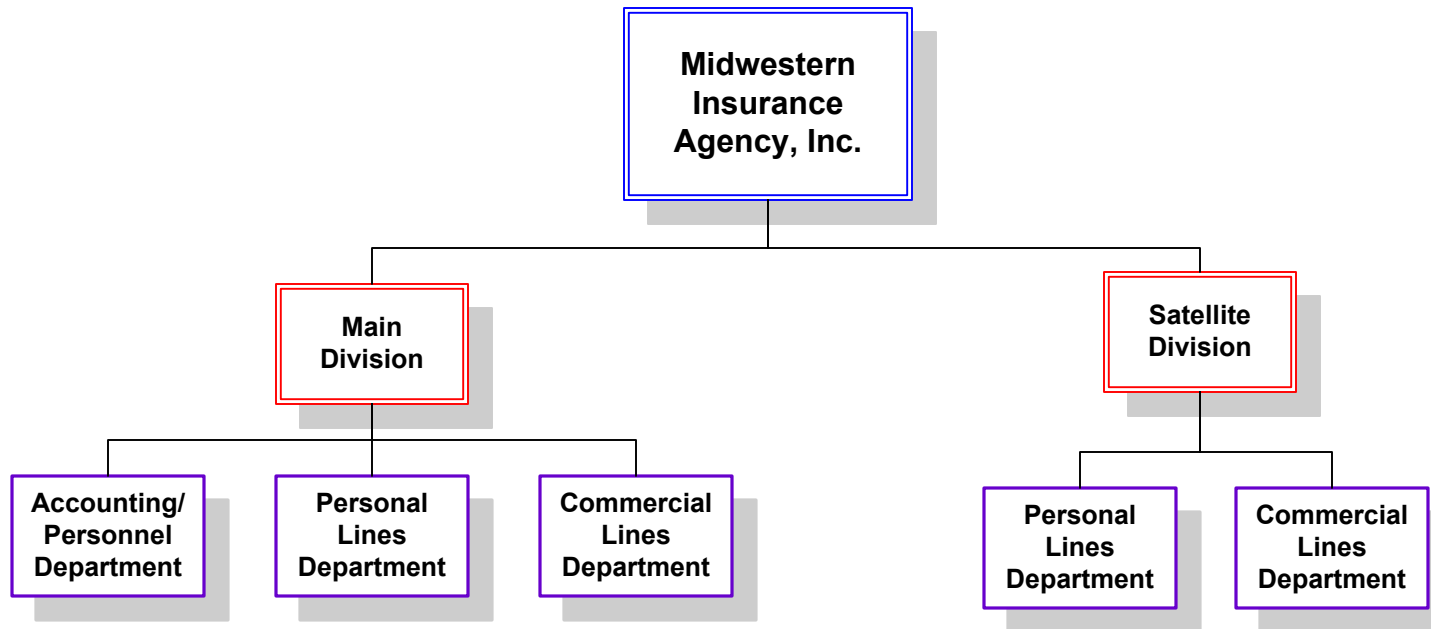 Midwestern
Insurance
Agency, Inc.
Main
Division
Satellite
Division
Accounting/
Personnel
Department
Personal
Lines
Department
Commercial
Lines
Department
Personal
Lines
Department
Commercial
Lines
Department